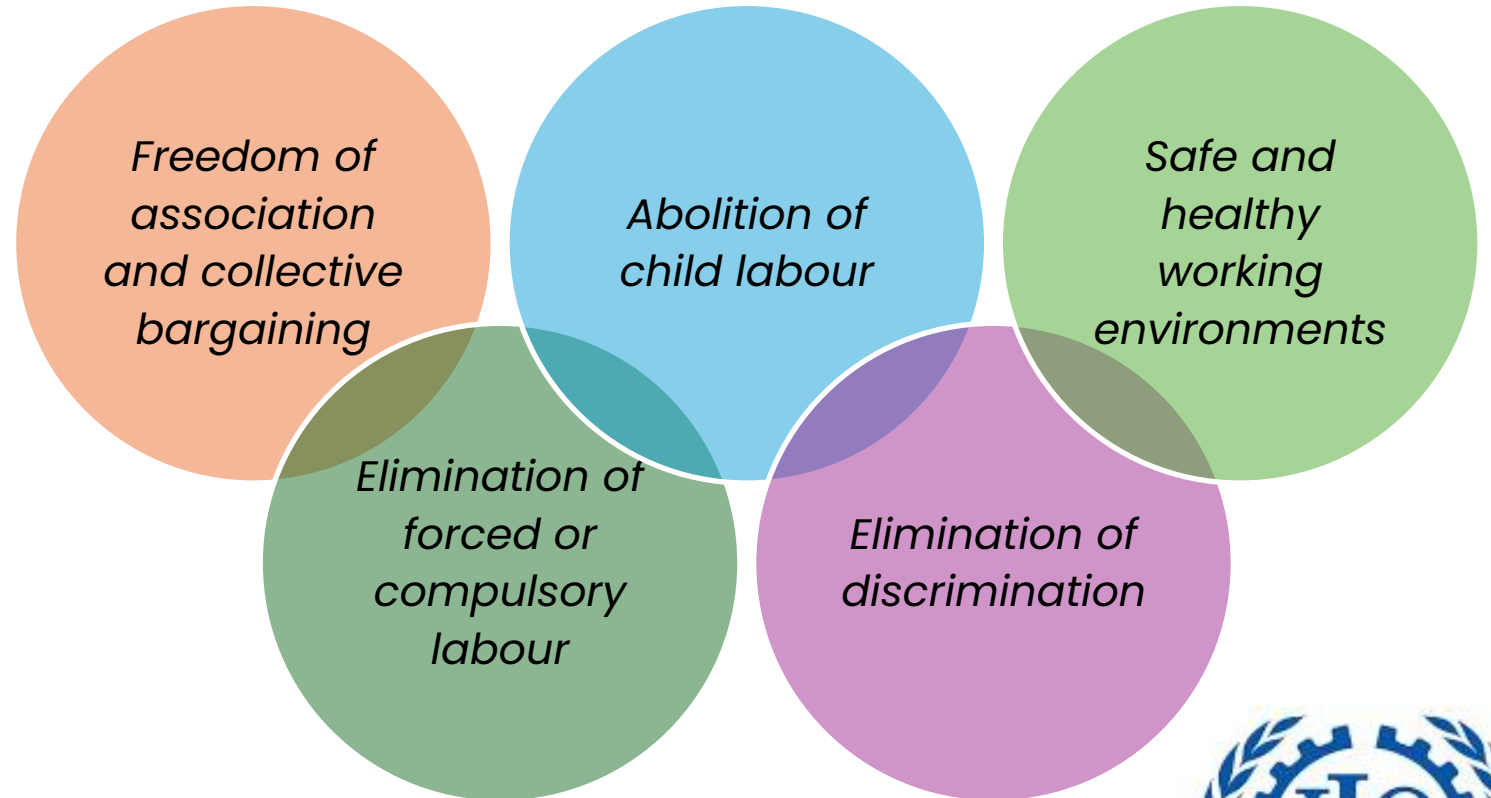 Freedom of
association
and collective
bargaining
Elimination of
forced or
compulsory
labour
Abolition of
child labour
Elimination of
discrimination
Safe and
healthy
working
environments